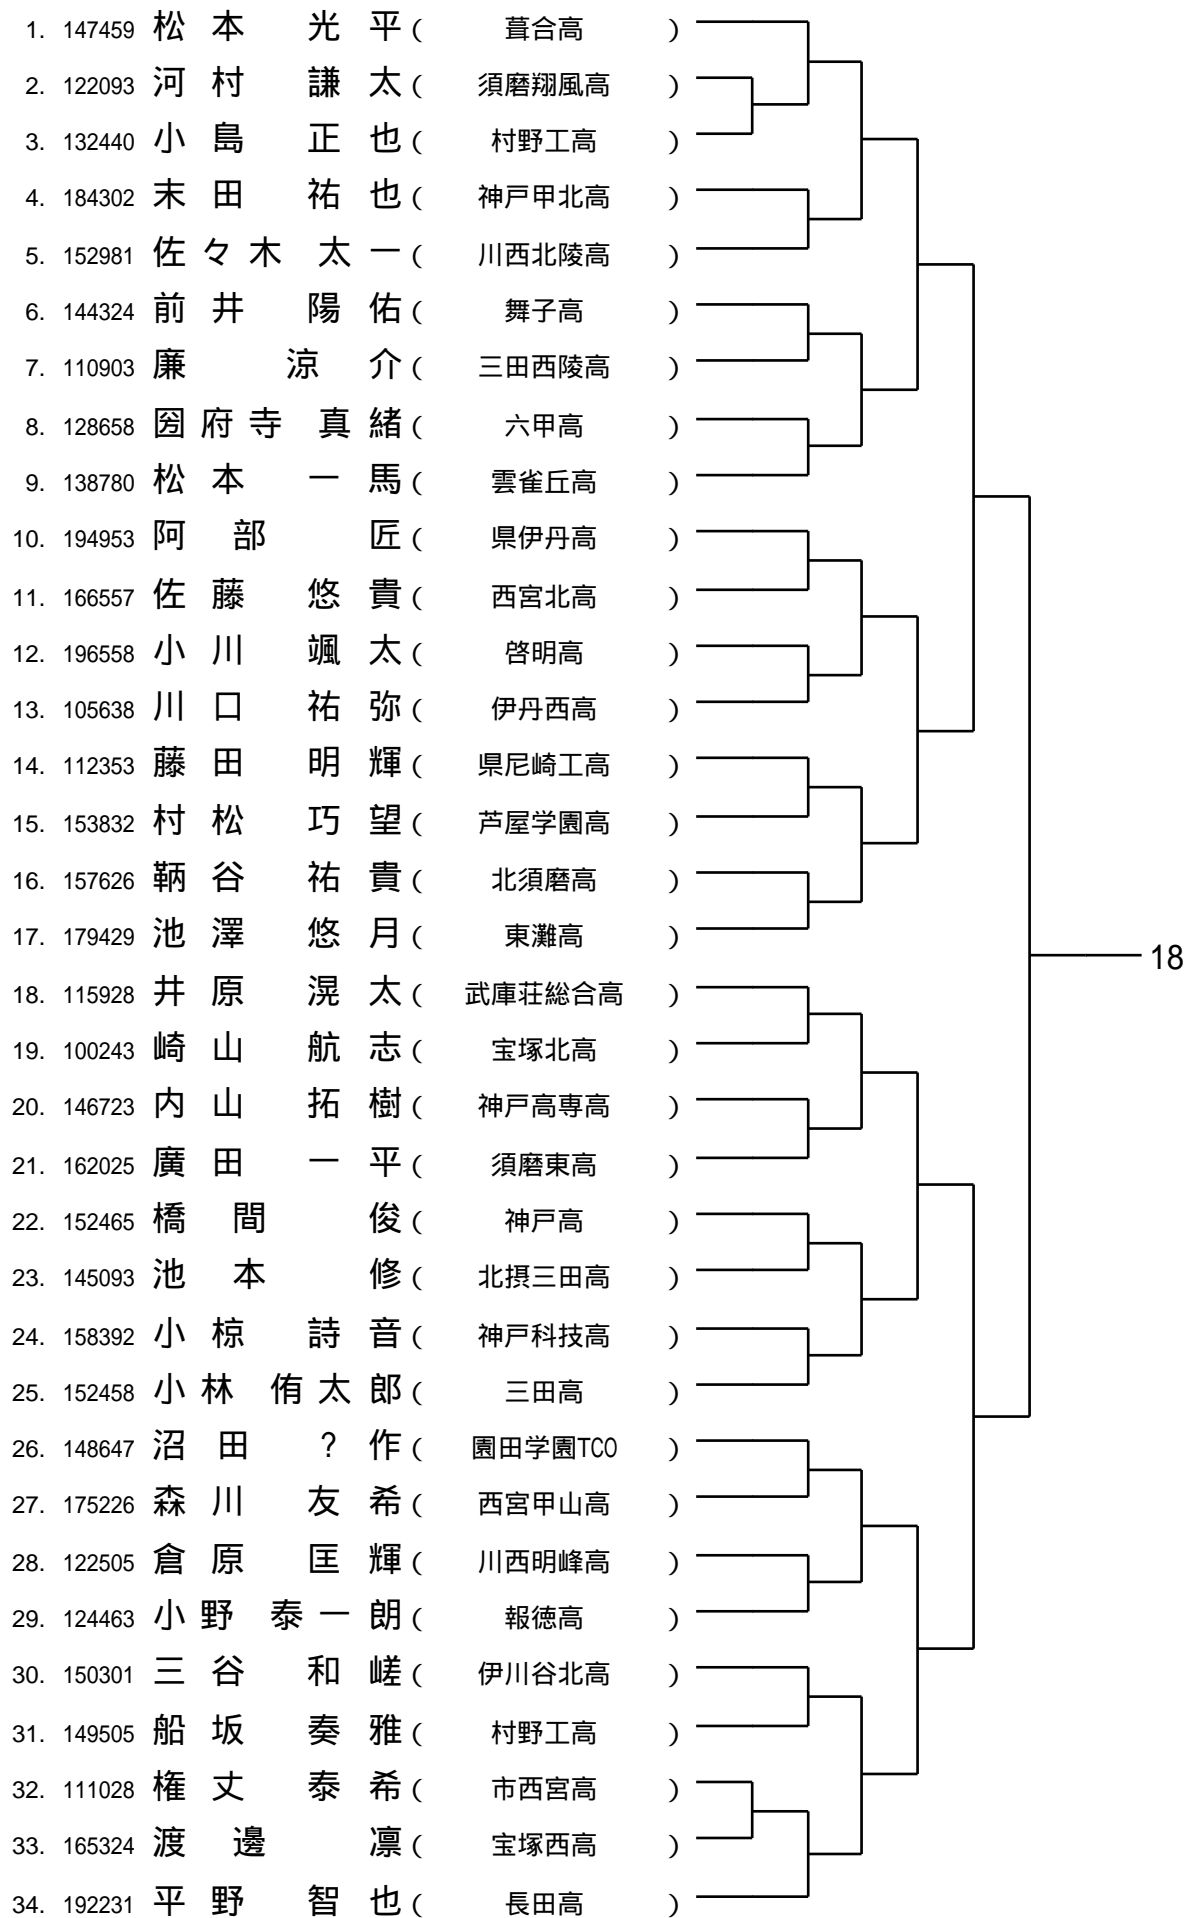 1. 147459 松本 光平( 葺合高 )
2. 122093 河村 謙太( 須磨翔風高 )
3. 132440 小島 正也( 村野工高 )
4. 184302 末田 祐也( 神戸甲北高 )
5. 152981 佐々木 太一( 川西北陵高 )
6. 144324 前井 陽佑( 舞子高 )
7. 110903 廉 涼介( 三田西陵高 )
8. 128658 圀府寺 真緒( 六甲高 )
9. 138780 松本 一馬( 雲雀丘高 )
10. 194953 阿部 匠( 県伊丹高 )
11. 166557 佐藤 悠貴( 西宮北高 )
12. 196558 小川 颯太( 啓明高 )
13. 105638 川口 祐弥( 伊丹西高 )
14. 112353 藤田 明輝( 県尼崎工高 )
15. 153832 村松 巧望( 芦屋学園高 )
16. 157626 鞆谷 祐貴( 北須磨高 )
17. 179429 池澤 悠月( 東灘高 )
18
18. 115928 井原 滉太( 武庫荘総合高 )
19. 100243 崎山 航志( 宝塚北高 )
20. 146723 内山 拓樹( 神戸高専高 )
21. 162025 廣田 一平( 須磨東高 )
22. 152465 橋間 俊( 神戸高 )
23. 145093 池本 修( 北摂三田高 )
24. 158392 小椋 詩音( 神戸科技高 )
25. 152458 小林 侑太郎( 三田高 )
26. 148647 沼田 ?作( 園田学園TCO )
27. 175226 森川 友希( 西宮甲山高 )
28. 122505 倉原 匡輝( 川西明峰高 )
29. 124463 小野 泰一朗( 報徳高 )
30. 150301 三谷 和嵯( 伊川谷北高 )
31. 149505 船坂 奏雅( 村野工高 )
32. 111028 権丈 泰希( 市西宮高 )
33. 165324 渡邊 凛( 宝塚西高 )
34. 192231 平野 智也( 長田高 )